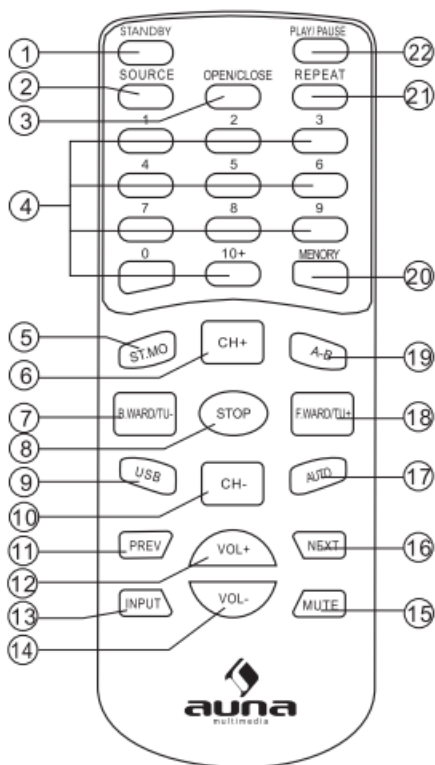 STANDBY PLAY/ PAUSE
1 22
SOURCE OPEN/CLOSE REPEAT
2 21
3
1 2 3
4 5 6
4
7 8 9
0 10+ MENORY
20
5 ST.MO CH+ A-B 19
6
7 B.WARD/TU- STOP F.WARD/TU+ 18
8
9 USB CH- AUTO 17
10
11 PREV VOL+ NEXT 16
12
13 INPUT VOL- MUTE 15
14
auna
multimedia